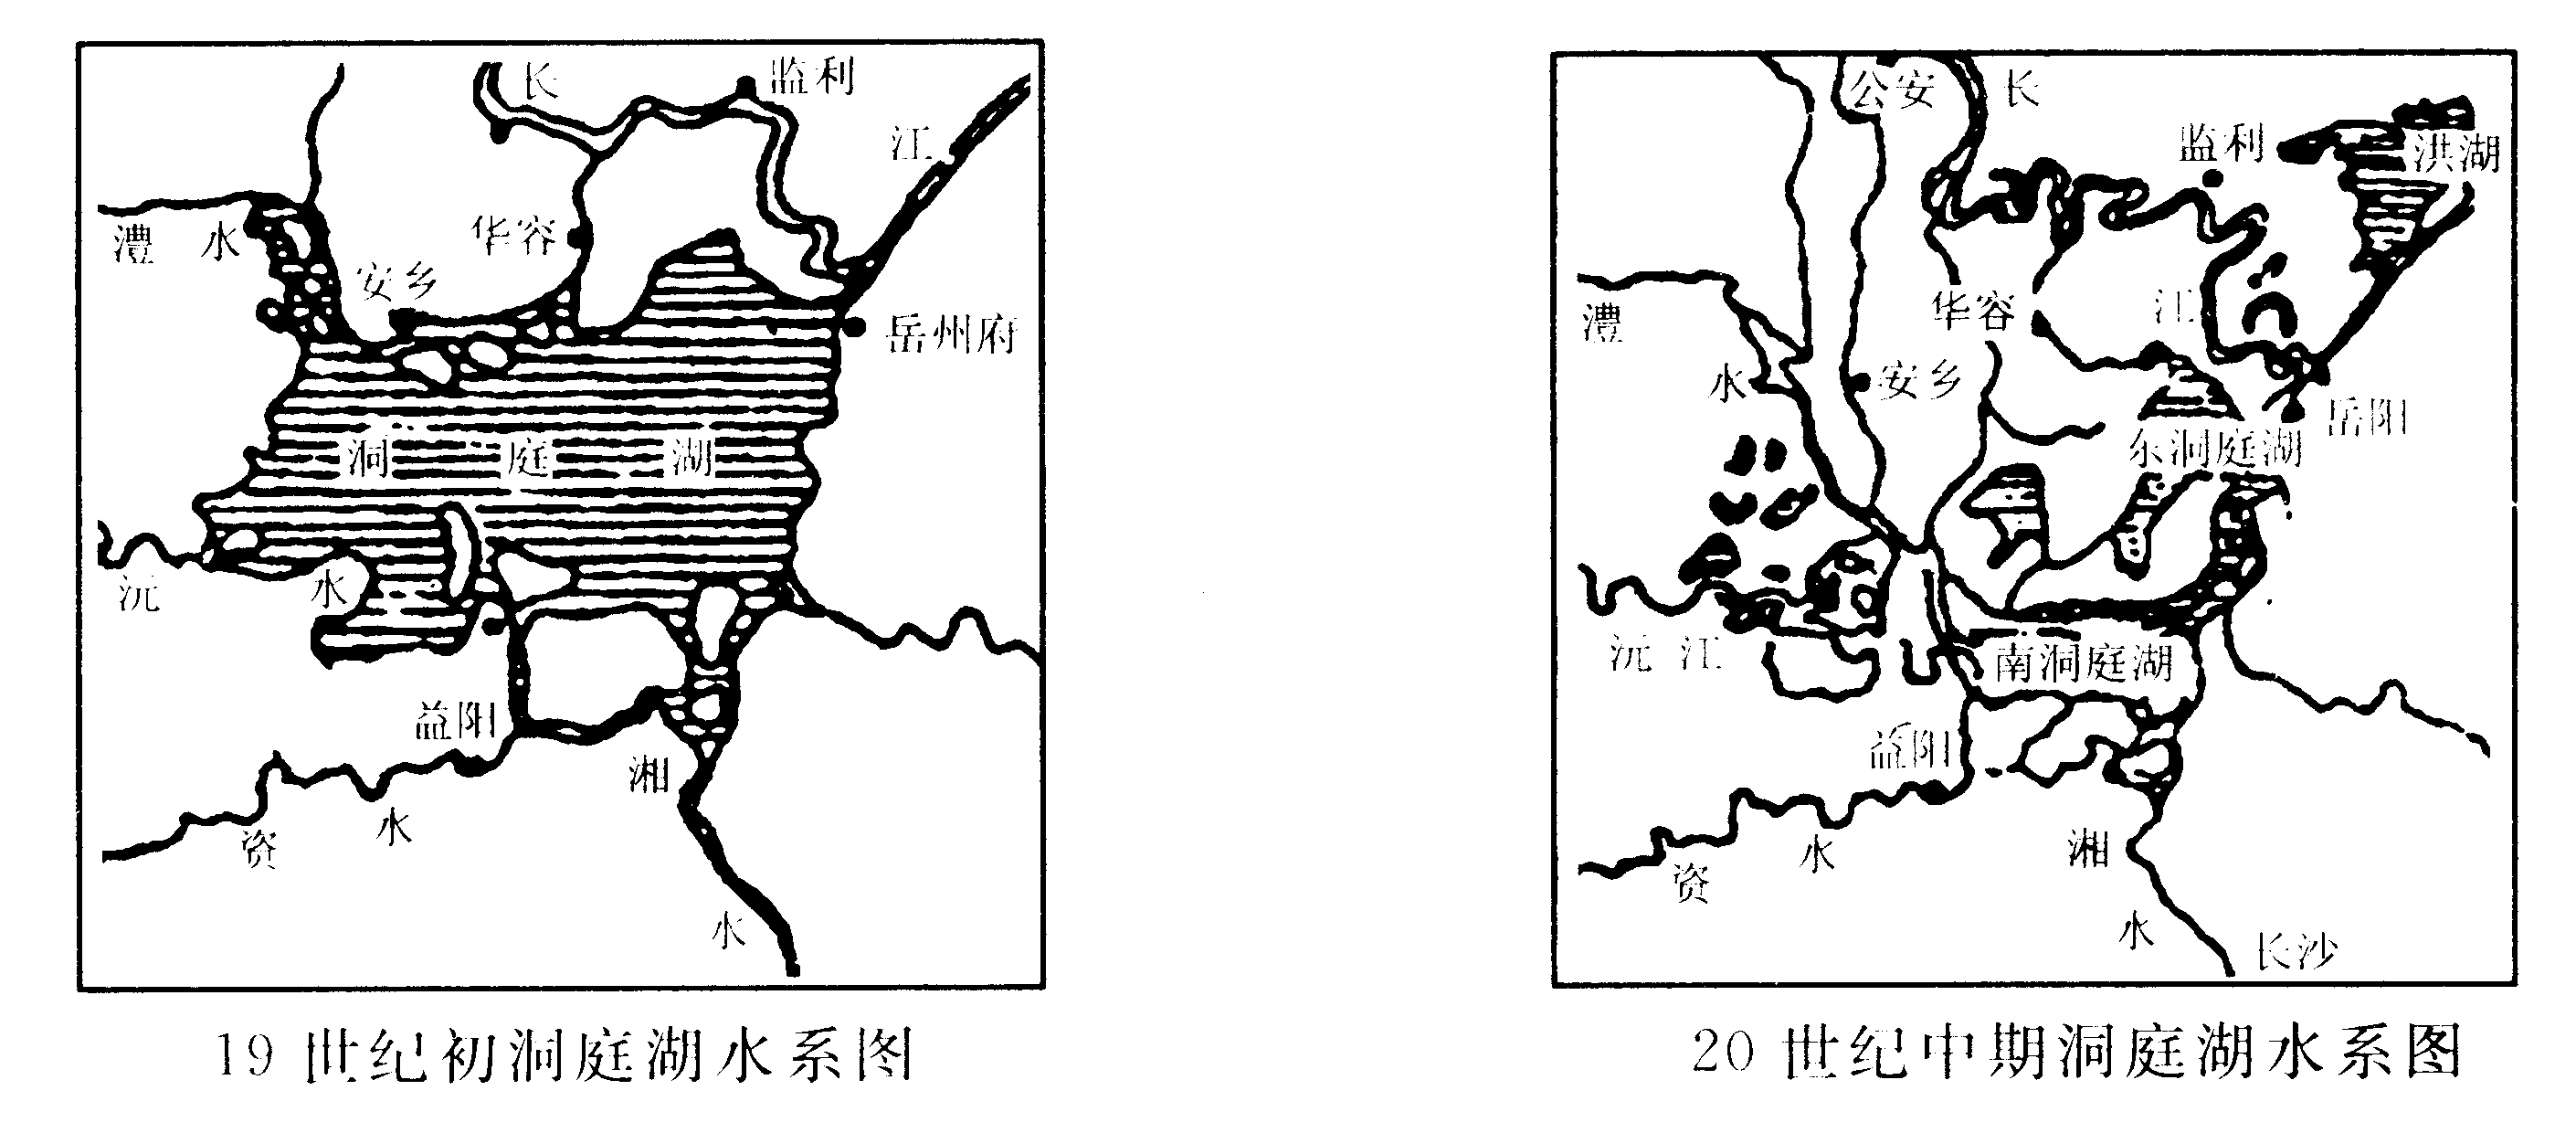 长
监利
江
澧 水
华容
安乡
岳州府
洞 庭 湖
沅 水
益阳
湘
资 水
水
19 世纪初洞庭湖水系图
公安 长
监利
洪湖
澧
华容
江
水
安乡
岳阳
东洞庭湖
沅 江
南洞庭湖
益阳
湘
资 水
水
长沙
20 世纪中期洞庭湖水系图